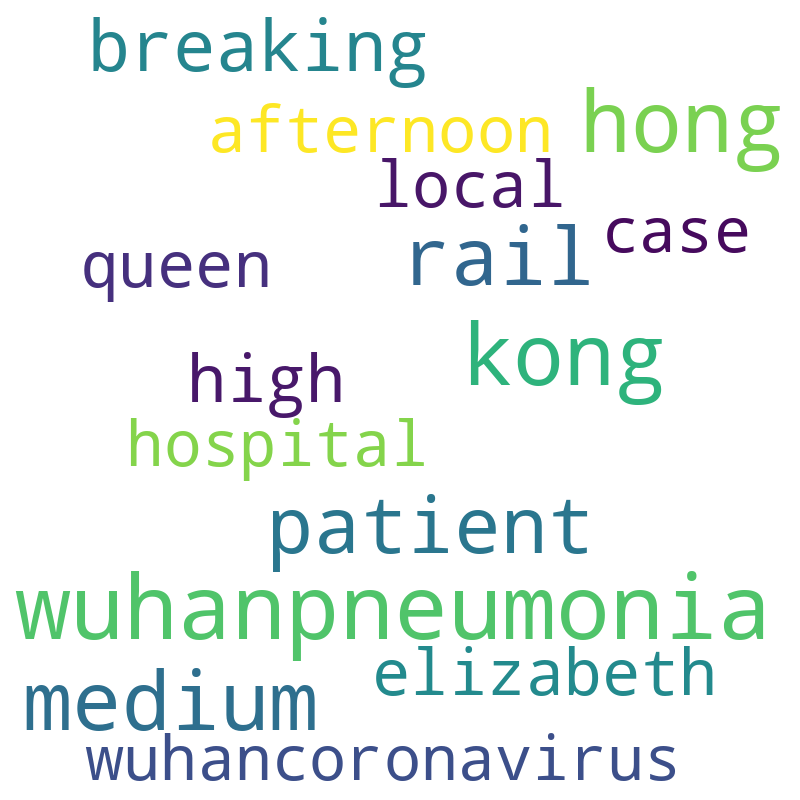 breaking
afternoon hong
local
case
queen rail
kong
high
hospital
patient
wuhanpneumonia
elizabeth
medium
wuhancoronavirus